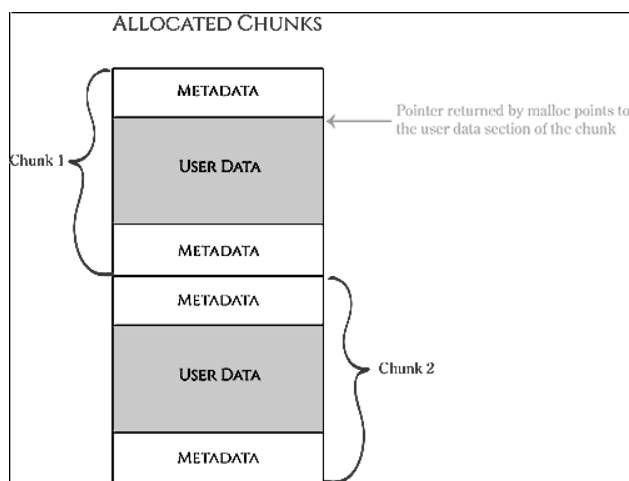 ALLOCATED CHUNKS
METADATA
Pointer returned by malloc points to
the user data section of the chunk
Chunk 1
USER DATA
METADATA
METADATA
USER DATA
Chunk 2
METADATA